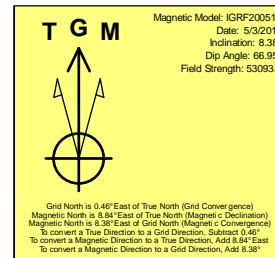 T G M
Magnetic Model: IGRF20051
Date: 5/3/201
Inclination: 8.38
Dip Angle: 66.95
Field Strength: 53093.
Grid North is 0.46° East of True North (Grid Convergence)
Magnetic North is 8.84° East of True North (Magnetic Declination)
Magnetic North is 8.38° East of Grid North (Magnetic Convergence)
To convert a True Direction to a Grid Direction, Subtract 0.46°
To convert a Magnetic Direction to a True Direction, Add 8.84° East
To convert a Magnetic Direction to a Grid Direction, Add 8.38°